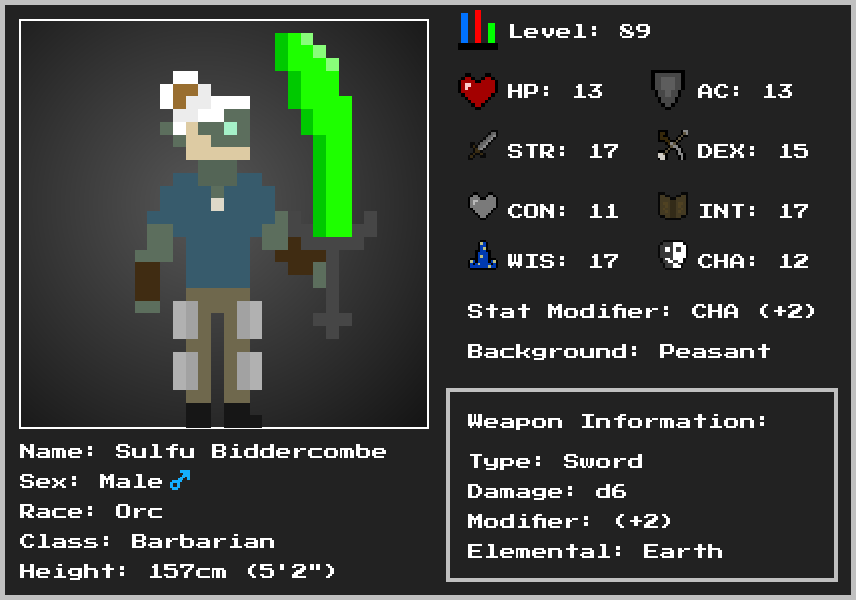 Level: 89
HP: 13
AC: 13
STR: 17
DEX: 15
CON: 11
INT: 17
WIS: 17
CHA: 12
Stat Modifier: CHA (+2)
Background: Peasant
Name: Sulfu Biddercombe
Sex: Male♂
Race: Orc
Class: Barbarian
Height: 157cm (5'2")
Weapon Information:
Type: Sword
Damage: d6
Modifier: (+2)
Elemental: Earth